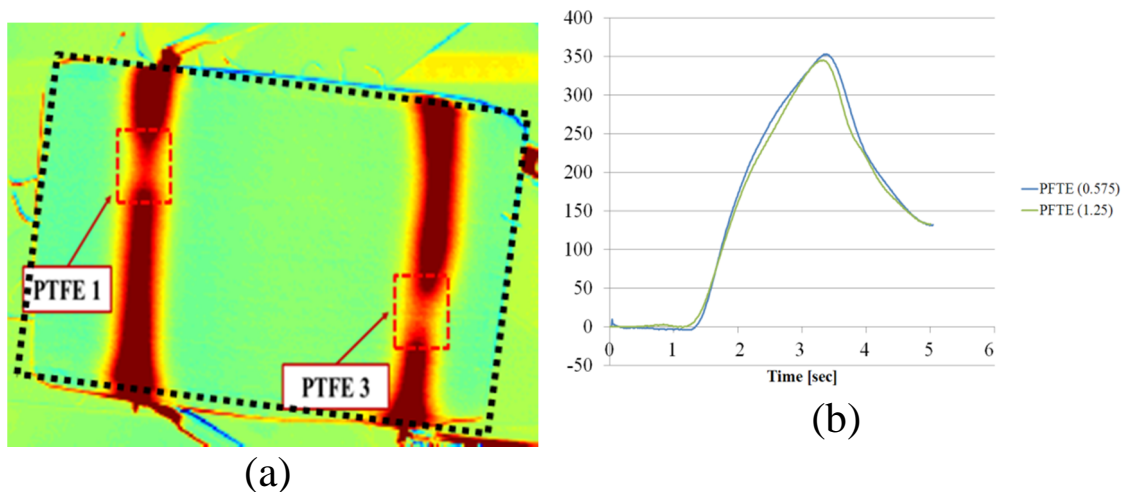 PTFE 1
PTFE 3
(a)
400
350
300
250
200
150
100
50
0
-50
0 1 2 3 4 5 6
Time [sec]
PFTE (0.575)
PFTE (1.25)
(b)